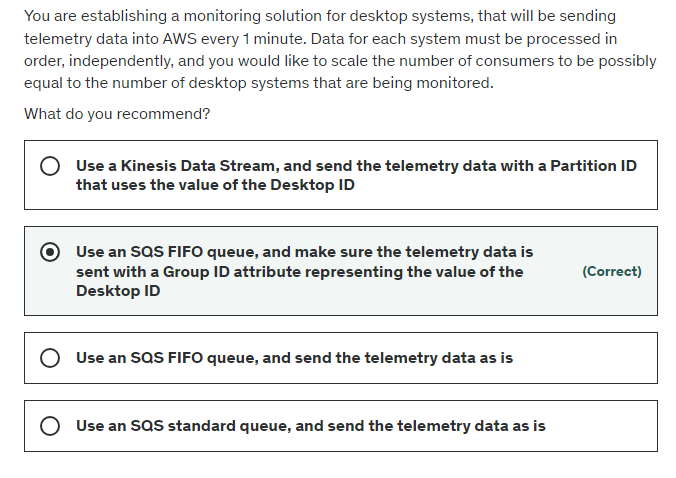 You are establishing a monitoring solution for desktop systems, that will be sending
telemetry data into AWS every 1 minute. Data for each system must be processed in
order, independently, and you would like to scale the number of consumers to be possibly
equal to the number of desktop systems that are being monitored.
What do you recommend?
Use a Kinesis Data Stream, and send the telemetry data with a Partition ID
that uses the value of the Desktop ID
Use an SQS FIFO queue, and make sure the telemetry data is
sent with a Group ID attribute representing the value of the
Desktop ID
(Correct)
Use an SQS FIFO queue, and send the telemetry data as is
Use an SQS standard queue, and send the telemetry data as is